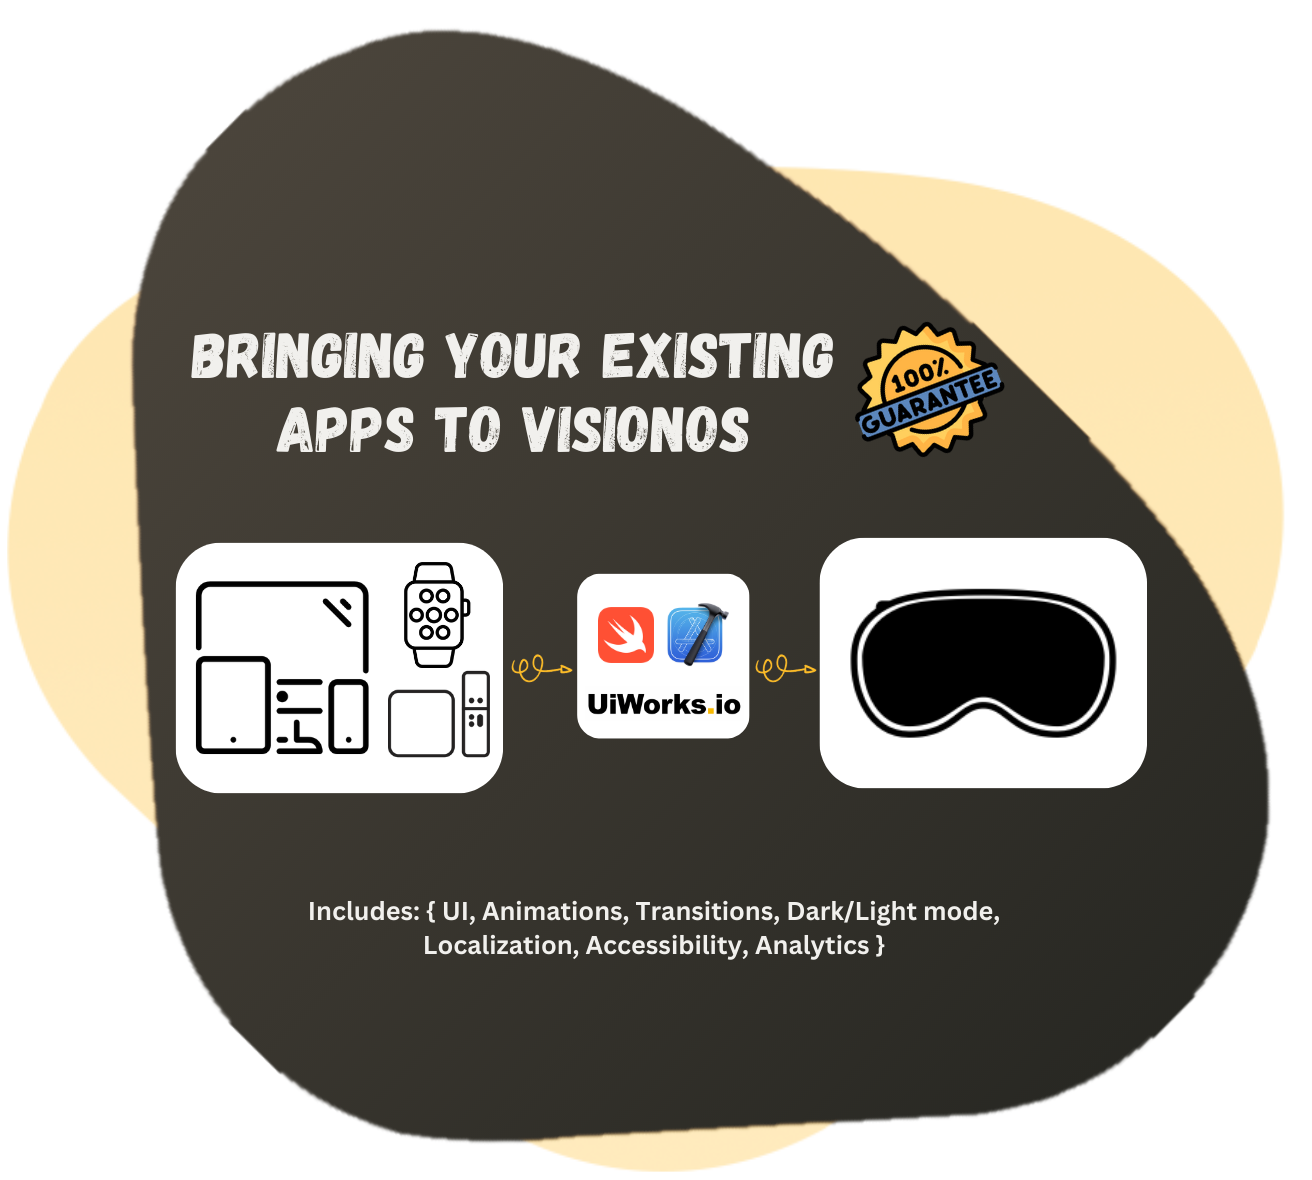 BRINGING YOUR EXISTING
APPS TO VISIONOS
100%
GUARANTEE
UiWorks.io
Includes: { UI, Animations, Transitions, Dark/Light mode,
Localization, Accessibility, Analytics }